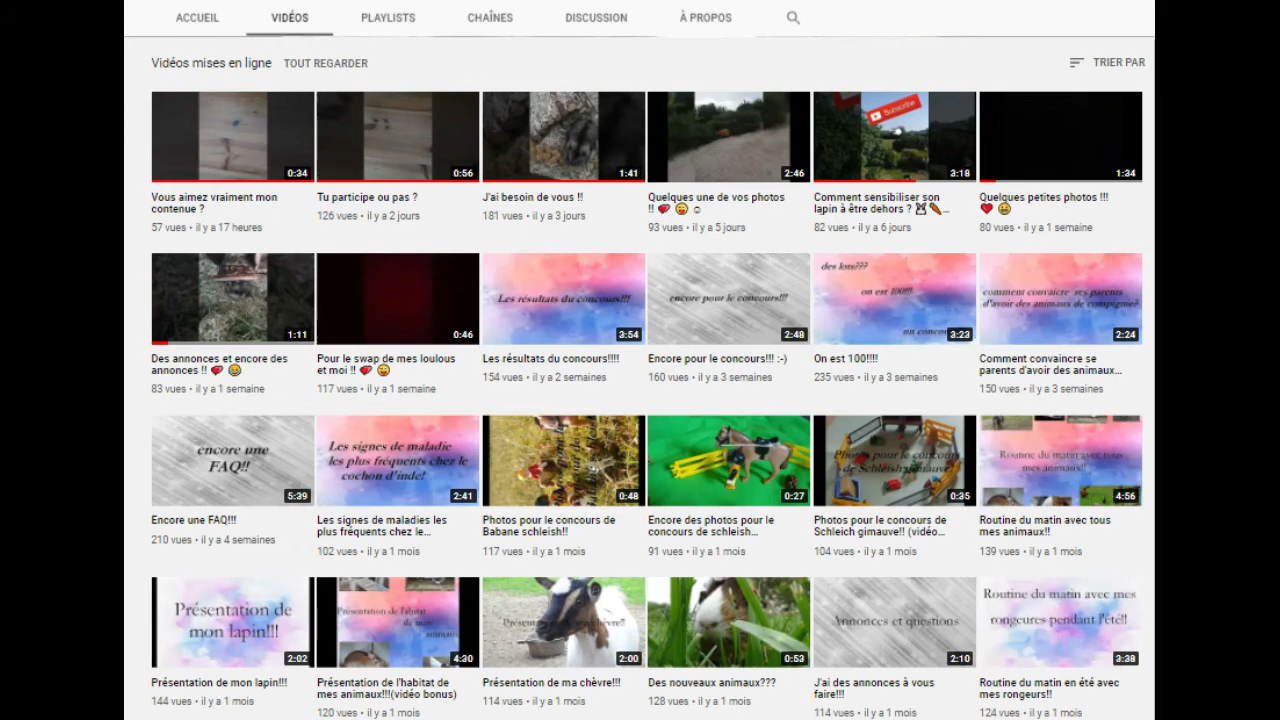 ACCUEIL VIDÉOS PLAYLISTS CHAÎNES DISCUSSION À PROPOS
Vidéos mises en ligne TOUT REGARDER TRIER PAR
Subscribe
0:34 0:56 1:41 2:46 3:18 1:34
Vous aimez vraiment mon
contenue ?
57 vues • il y a 17 heures
Tu participe ou pas ?
126 vues • il y a 2 jours
J'ai besoin de vous !!
181 vues • il y a 3 jours
Quelques une de vos photos
!! 💝 😜 ☺
93 vues • il y a 5 jours
Comment sensibiliser son
lapin à être dehors ? 🐰🥕...
82 vues • il y a 6 jours
Quelques petites photos !!!
❤ 😆
80 vues • il y a 1 semaine
1:11 0:46
Les résultats du concours!!!
3:54
encore pour le concours!!!
2:48
des lots???
on est 100!!!
un concou
3:23
comment convaicre ses parents
d'avoir des animaux de compignie?
2:24
Des annonces et encore des
annonces !! 💝 😂
83 vues • il y a 1 semaine
Pour le swap de mes loulous
et moi !! 💝 😜
117 vues • il y a 1 semaine
Les résultats du concours!!!!
154 vues • il y a 2 semaines
Encore pour le concours!!! :-)
160 vues • il y a 3 semaines
On est 100!!!!
235 vues • il y a 3 semaines
Comment convaincre se
parents d'avoir des animaux...
150 vues • il y a 3 semaines
encore une
FAQ!!
5:39
Les signes de maladie
les plus fréquents chez le
cochon d'inde!
2:41
0:48
0:27
Photos pour le concours
de Schleish gimauve!!
0:35
Routine du matin avec tous
mes animaux!!
4:56
Encore une FAQ!!!
210 vues • il y a 4 semaines
Les signes de maladies les
plus fréquents chez le...
102 vues • il y a 1 mois
Photos pour le concours de
Babane schleish!!
117 vues • il y a 1 mois
Encore des photos pour le
concours de schleish...
91 vues • il y a 1 mois
Photos pour le concours de
Schleich gimauve!! (vidéo...
104 vues • il y a 1 mois
Routine du matin avec tous
mes animaux!!
139 vues • il y a 1 mois
Présentation de
mon lapin!!!
2:02
Présentation de l'habitat
de mes
animaux
4:30
2:00
0:53
Annonces et questions
2:10
Routine du matin avec mes
rongeures pendant l'été!!
3:38
Présentation de mon lapin!!!
144 vues • il y a 1 mois
Présentation de l'habitat de
mes animaux!!!(vidéo bonus)
120 vues • il y a 1 mois
Présentation de ma chèvre!!!
114 vues • il y a 1 mois
Des nouveaux animaux???
128 vues • il y a 1 mois
J'ai des annonces à vous
faire!!!
114 vues • il y a 1 mois
Routine du matin en été avec
mes rongeurs!!
124 vues • il y a 1 mois